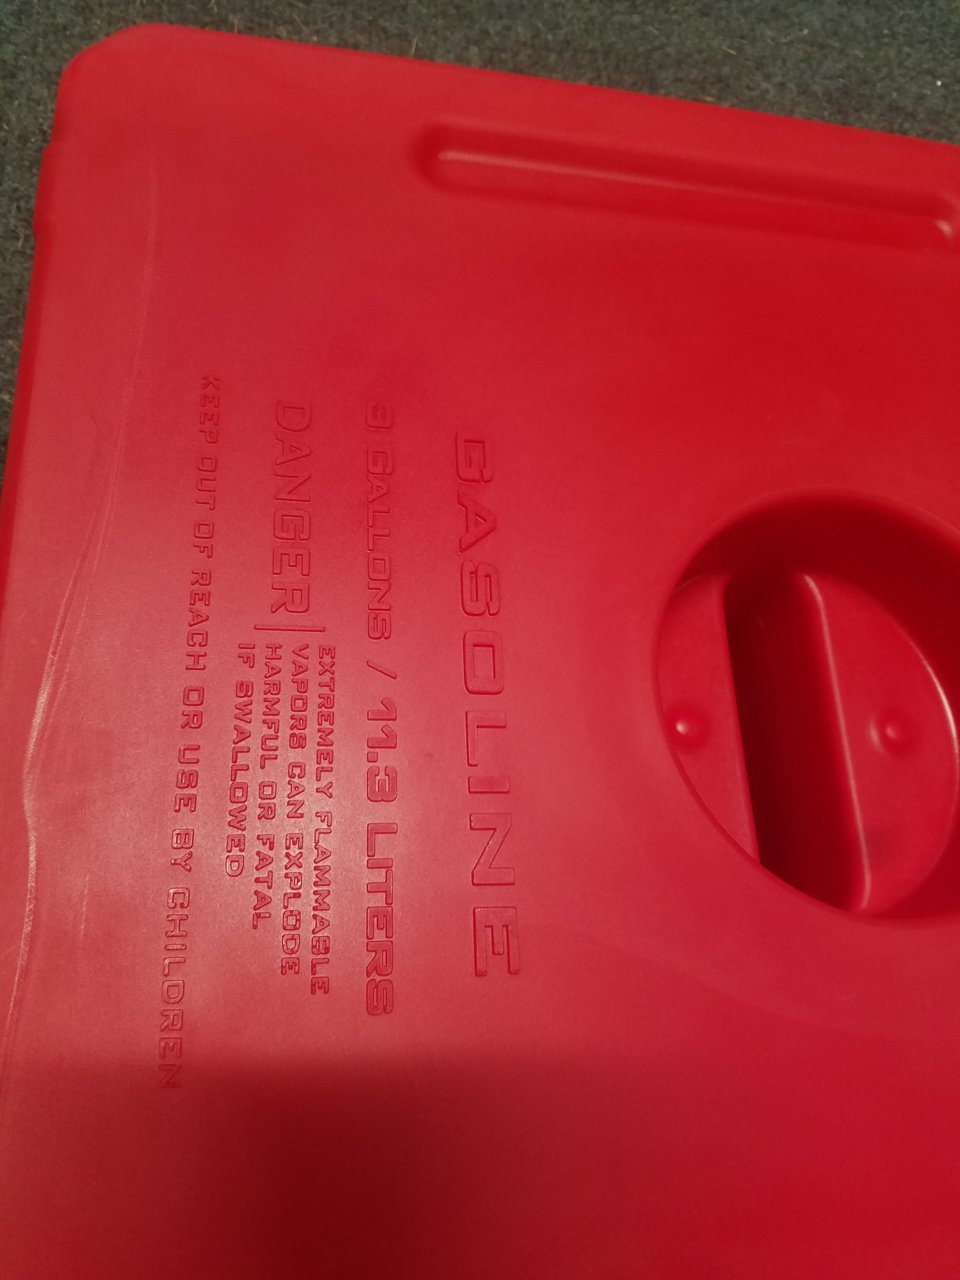 GASOLINE
3 GALLONS / 11.3 LITERS
DANGER
EXTREMELY FLAMMABLE
VAPORS CAN EXPLODE
HARMFUL OR FATAL
IF SWALLOWED
KEEP OUT OF REACH OR USE BY CHILDREN